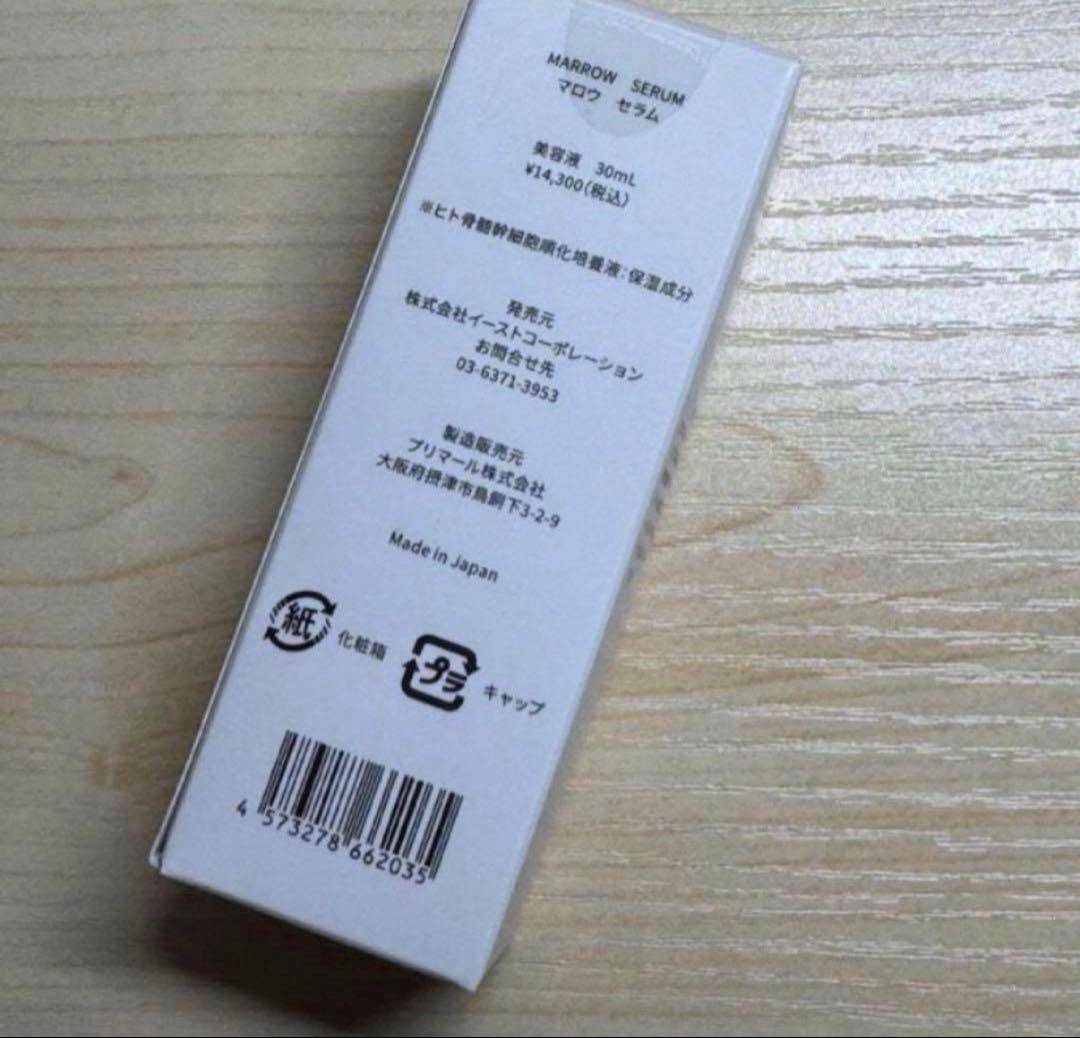 MARROW SERUM
マロウ セラム
美容液 30mL
¥14,300(税込)
※ヒト骨髄幹細胞順化培養液:保湿成分
発売元
株式会社イーストコーポレーション
お問合せ先
03-6371-3953
製造販売元
プリマール株式会社
大阪府摂津市鳥飼下3-2-9
Made in Japan
紙 化粧箱
プラ キャップ
4 573278 662035